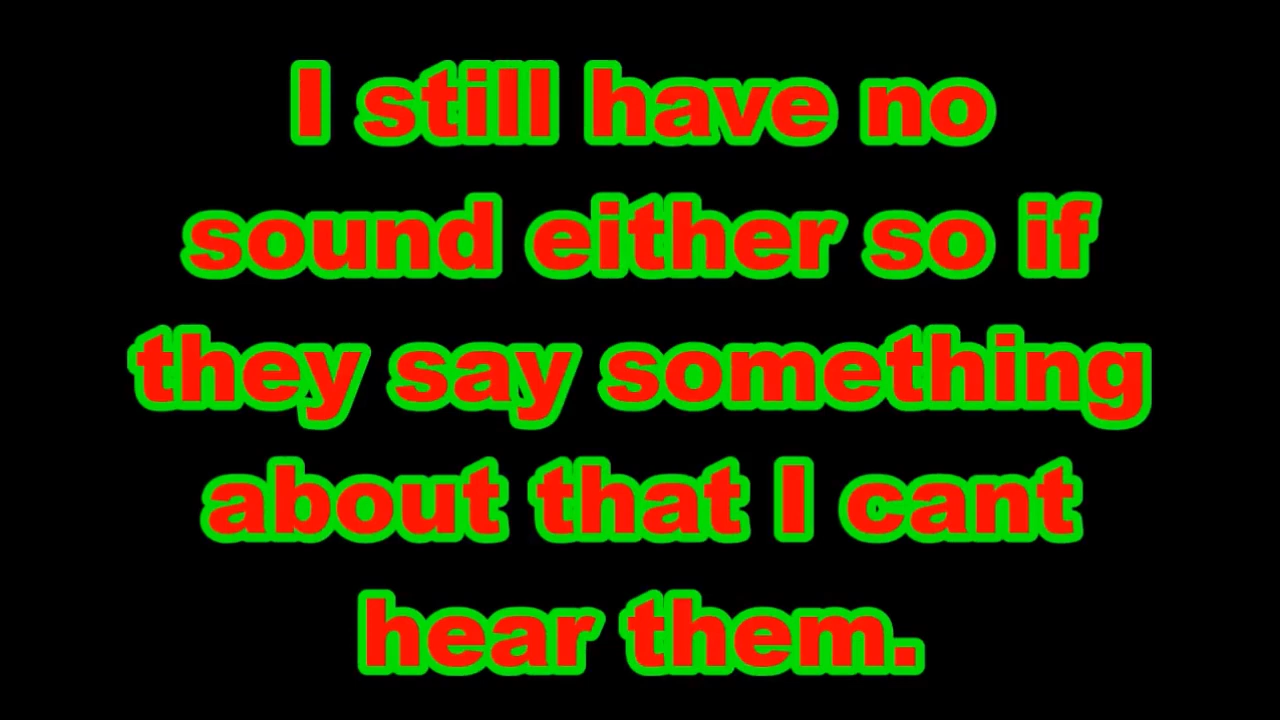 I still have no
sound either so if
they say something
about that I cant
hear them.